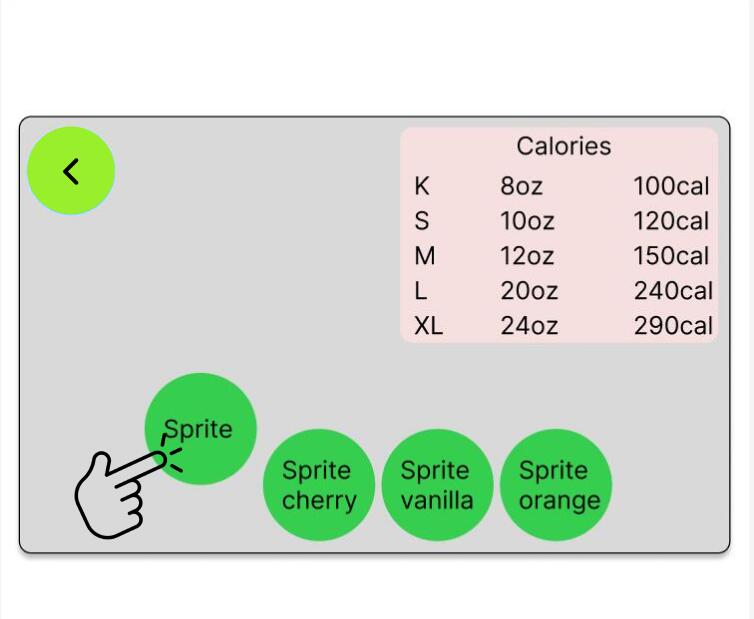 Calories
K 8oz 100cal
S 10oz 120cal
M 12oz 150cal
L 20oz 240cal
XL 24oz 290cal
Sprite
Sprite
cherry
Sprite
vanilla
Sprite
orange